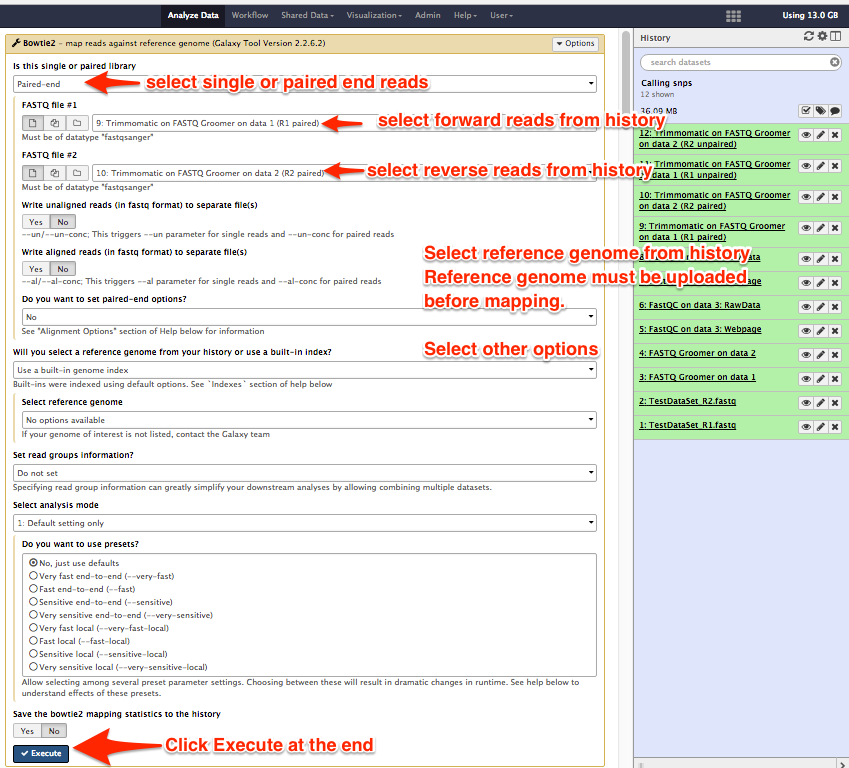 Analyze Data Workflow Shared Data Visualization Admin Help User Using 13.0 GB
Bowtie2 - map reads against reference genome (Galaxy Tool Version 2.2.6.2) Options
Is this single or paired library
Paired-end
select single or paired end reads
FASTQ file #1
9: Trimmomatic on FASTQ Groomer on data 1 (R1 paired)
select forward reads from history
Must be of datatype "fastqsanger"
FASTQ file #2
10: Trimmomatic on FASTQ Groomer on data 2 (R2 paired)
select reverse reads from history
Must be of datatype "fastqsanger"
Write unaligned reads (in fastq format) to separate file(s)
Yes No
--un/--un-conc; This triggers --un parameter for single reads and --un-conc for paired reads
Write aligned reads (in fastq format) to separate file(s)
Yes No
--al/--al-conc; This triggers --al parameter for single reads and --al-conc for paired reads
Select reference genome from history
Reference genome must be uploaded
before mapping.
Do you want to set paired-end options?
No
See "Alignment Options" section of Help below for information
Select other options
Will you select a reference genome from your history or use a built-in index?
Use a built-in genome index
Built-ins were indexed using default options. See `Indexes` section of help below
Select reference genome
No options available
If your genome of interest is not listed, contact the Galaxy team
Set read groups information?
Do not set
Specifying read group information can greatly simplify your downstream analyses by allowing combining multiple datasets.
Select analysis mode
1: Default setting only
Do you want to use presets?
No, just use defaults
Very fast end-to-end (--very-fast)
Fast end-to-end (--fast)
Sensitive end-to-end (--sensitive)
Very sensitive end-to-end (--very-sensitive)
Very fast local (--very-fast-local)
Fast local (--fast-local)
Sensitive local (--sensitive-local)
Very sensitive local (--very-sensitive-local)
Allow selecting among several preset parameter settings. Choosing between these will result in dramatic changes in runtime. See help below to
understand effects of these presets.
Save the bowtie2 mapping statistics to the history
Yes No
Execute
Click Execute at the end
History
search datasets
Calling snps
12 shown
36.09 MB
12: Trimmomatic on FASTQ Groomer
on data 2 (R2 unpaired)
11: Trimmomatic on FASTQ Groomer
on data 1 (R1 unpaired)
10: Trimmomatic on FASTQ Groomer
on data 2 (R2 paired)
9: Trimmomatic on FASTQ Groomer
on data 1 (R1 paired)
6: FastQC on data 3: RawData
5: FastQC on data 3: Webpage
4: FASTQ Groomer on data 2
3: FASTQ Groomer on data 1
2: TestDataSet_R2.fastq
1: TestDataSet_R1.fastq